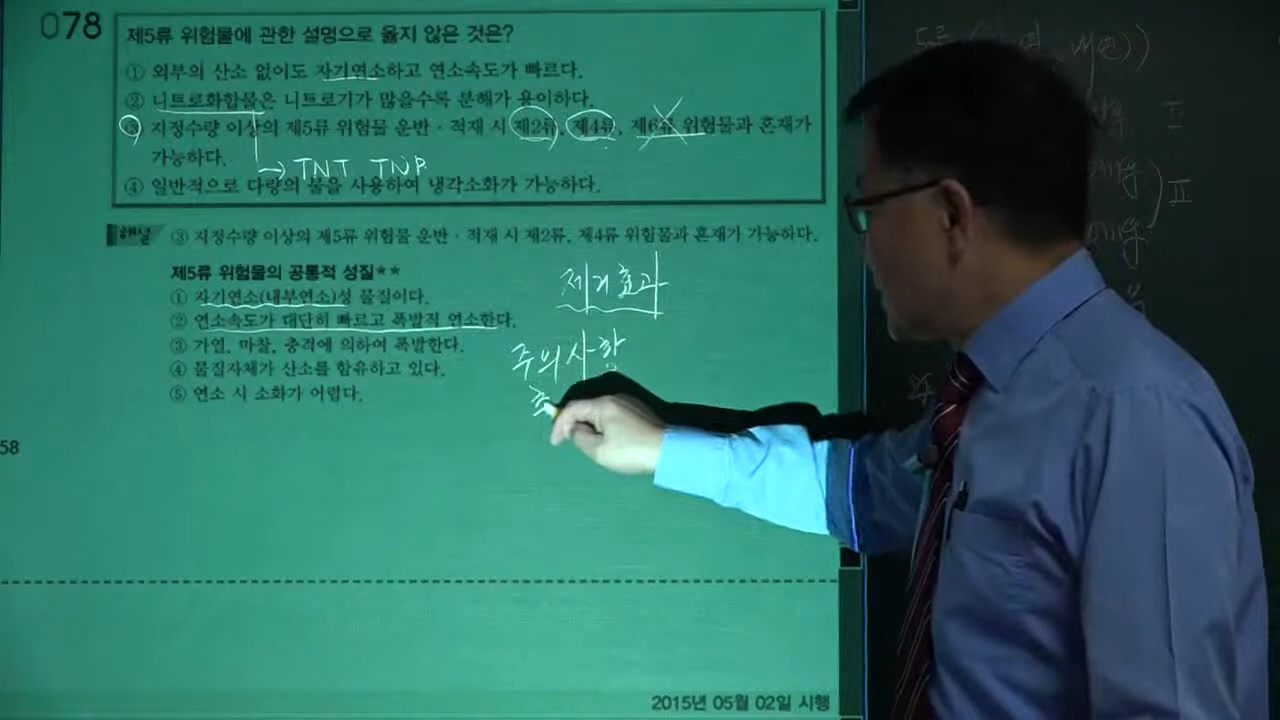 078
제5류 위험물에 관한 설명으로 옳지 않은 것은?
① 외부의 산소 없이도 자기연소하고 연소속도가 빠르다.
② 니트로화합물은 니트로기가 많을수록 분해가 용이하다.
③ 지정수량 이상의 제5류 위험물 운반·적재 시 제2류, 제4류, 제6류 위험물과 혼재가
가능하다.
→ TNT TNP
④ 일반적으로 다량의 물을 사용하여 냉각소화가 가능하다.
해설 ③ 지정수량 이상의 제5류 위험물 운반·적재 시 제2류, 제4류 위험물과 혼재가 가능하다.
제5류 위험물의 공통적 성질**
① 자기연소(내부연소)성 물질이다.
② 연소속도가 대단히 빠르고 폭발적 연소한다.
③ 가열, 마찰, 충격에 의하여 폭발한다.
④ 물질자체가 산소를 함유하고 있다.
⑤ 연소 시 소화가 어렵다.
제거효과
주의사항
58
2015년 05월 02일 시행
I
II